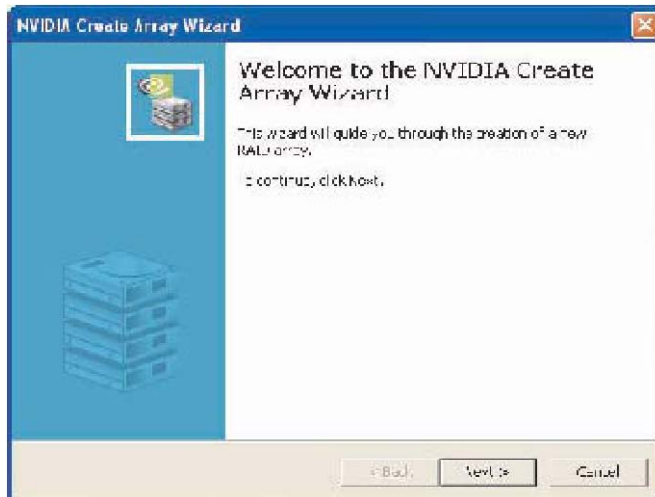 NVIDIA Create Array Wizard
Welcome to the NVIDIA Create
Array Wizard
This wizard will guide you through the creation of a new
RAID array.
To continue, click Next.
< Back
Next >
Cancel